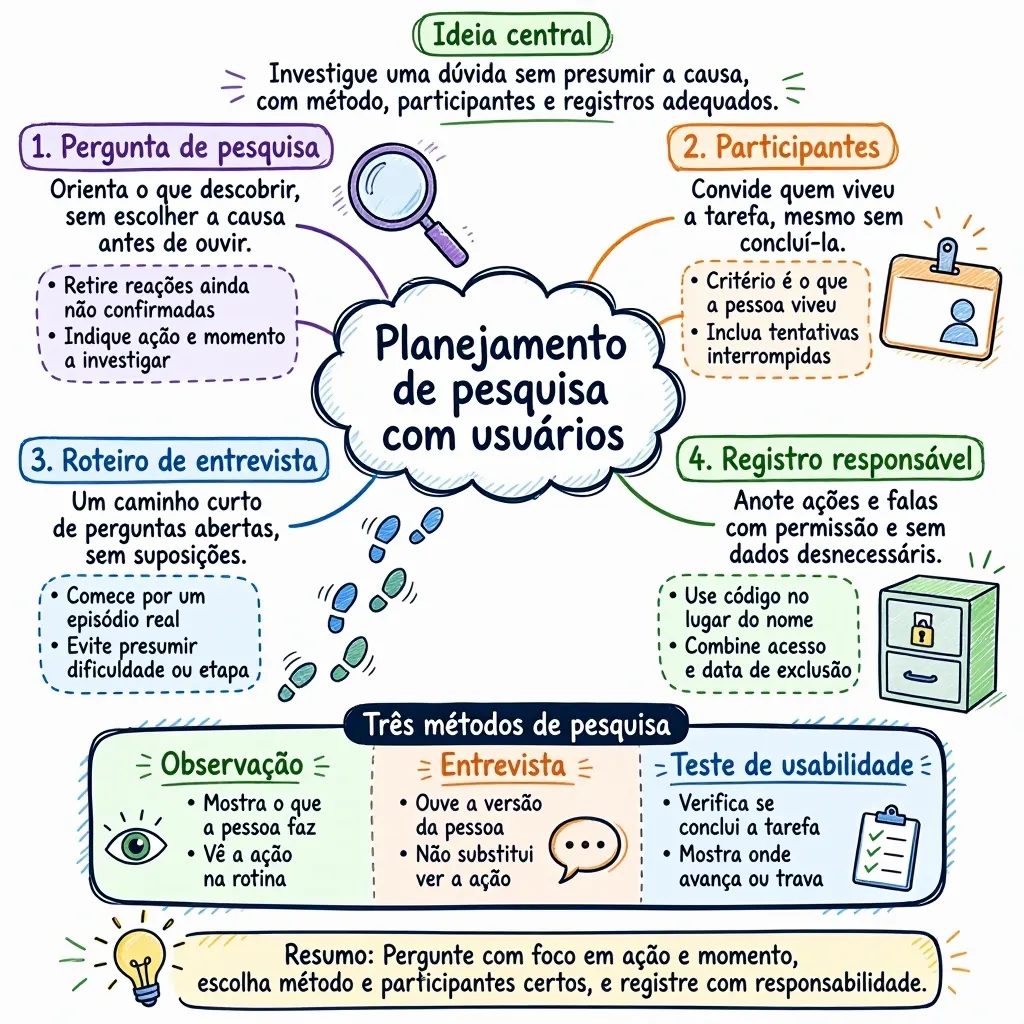 Ideia central
Investigue uma dúvida sem presumir a causa,
com método, participantes e registros adequados.
1. Pergunta de pesquisa
Orienta o que descobrir,
sem escolher a causa
antes de ouvir.
• Retire reações ainda
não confirmadas
• Indique ação e momento
a investigar
2. Participantes
Convide quem viveu
a tarefa, mesmo sem
concluí-la.
• Critério é o que
a pessoa viveu
• Inclua tentativas
interrompidas
Planejamento
de pesquisa
com usuários
3. Roteiro de entrevista
Um caminho curto
de perguntas abertas,
sem suposições.
• Comece por um
episódio real
• Evite presumir
dificuldade ou etapa
4. Registro responsável
Anote ações e falas
com permissão e sem
dados desnecessáris.
• Use código no
lugar do nome
• Combine acesso
e data de exclusão
Três métodos de pesquisa
Observação
• Mostra o que
a pessoa faz
• Vê a ação
na rotina
Entrevista
• Ouve a versão
da pessoa
• Não substitui
ver a ação
Teste de usabilidade
• Verifica se
conclui a tarefa
• Mostra onde
avança ou trava
Resumo: Pergunte com foco em ação e momento,
escolha método e participantes certos, e registre com responsabilidade.